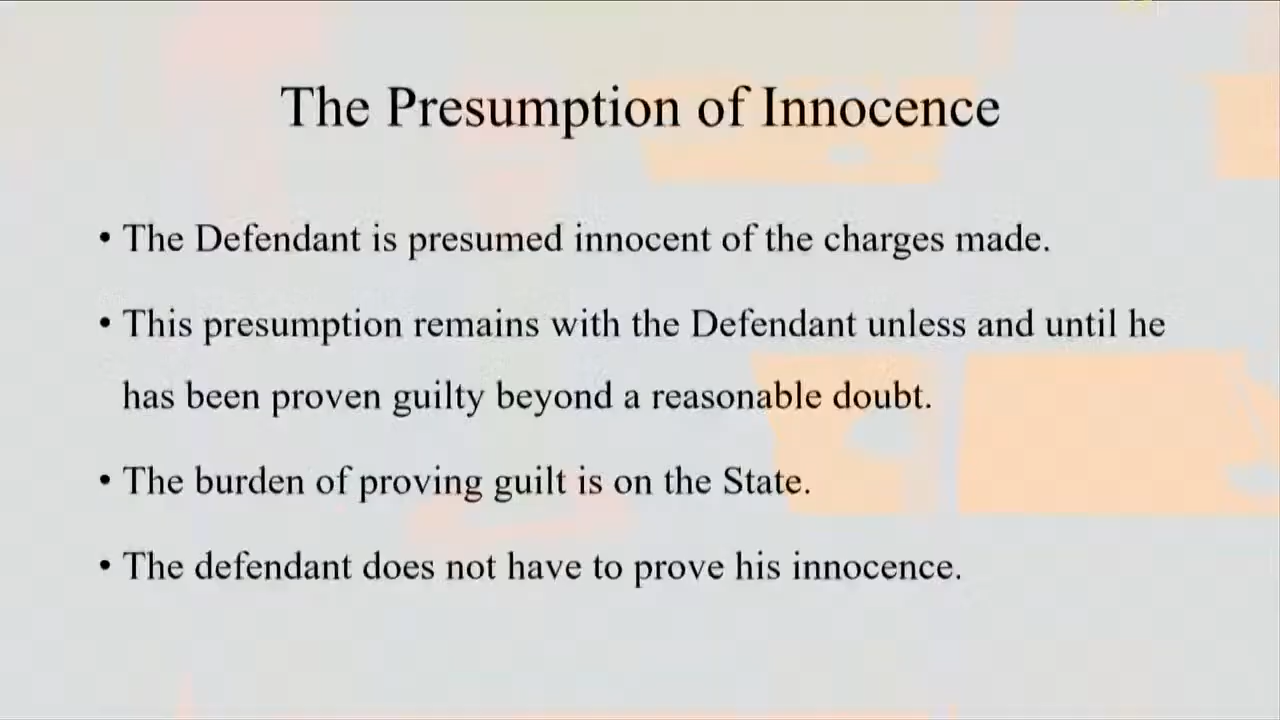 The Presumption of Innocence
• The Defendant is presumed innocent of the charges made.
• This presumption remains with the Defendant unless and until he
has been proven guilty beyond a reasonable doubt.
• The burden of proving guilt is on the State.
• The defendant does not have to prove his innocence.